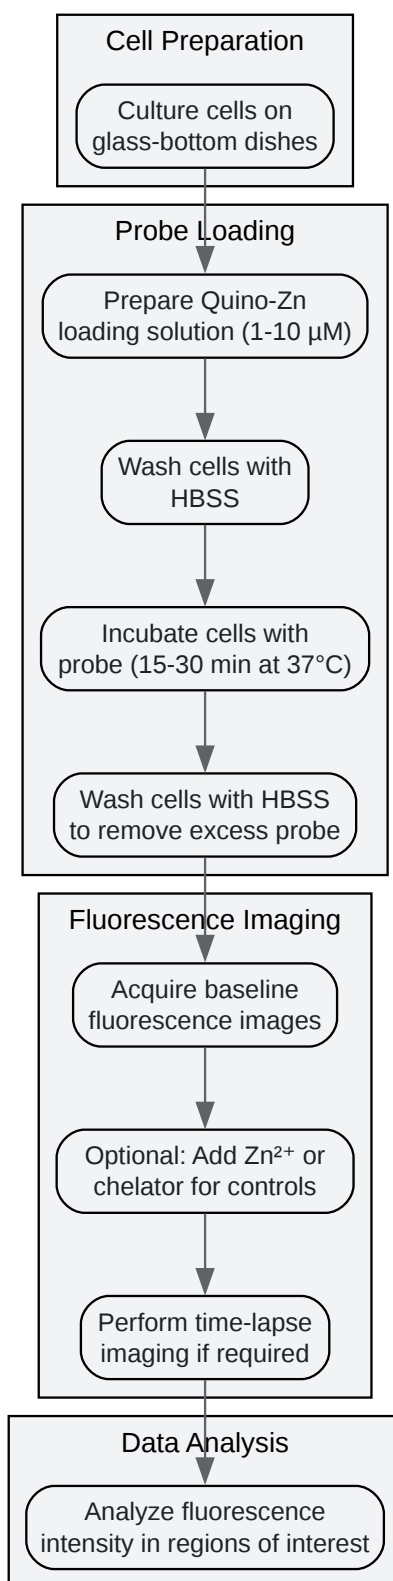 Cell Preparation
Culture cells on
glass-bottom dishes
Probe Loading
Prepare Quino-Zn
loading solution (1-10 µM)
Wash cells with
HBSS
Incubate cells with
probe (15-30 min at 37°C)
Wash cells with HBSS
to remove excess probe
Fluorescence Imaging
Acquire baseline
fluorescence images
Optional: Add Zn²⁺ or
chelator for controls
Perform time-lapse
imaging if required
Data Analysis
Analyze fluorescence
intensity in regions of interest